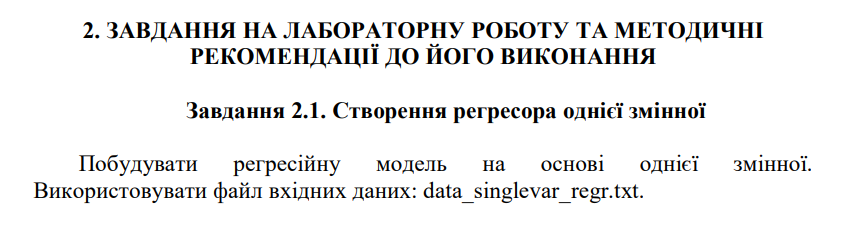 2. ЗАВДАННЯ НА ЛАБОРАТОРНУ РОБОТУ ТА МЕТОДИЧНІ
РЕКОМЕНДАЦІЇ ДО ЙОГО ВИКОНАННЯ
Завдання 2.1. Створення регресора однієї змінної
Побудувати регресійну модель на основі однієї змінної.
Використовувати файл вхідних даних: data_singlevar_regr.txt.